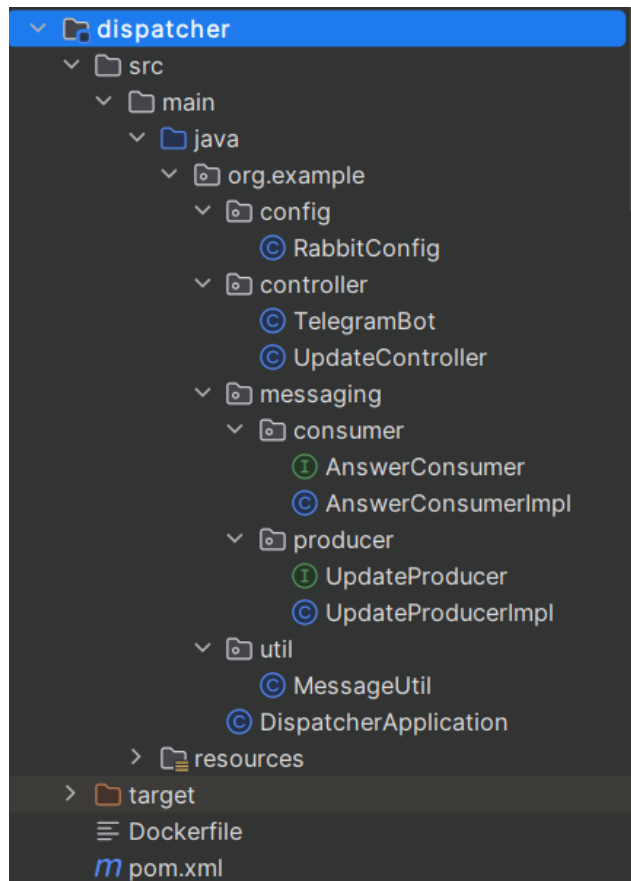 dispatcher
src
main
java
org.example
config
C RabbitConfig
controller
C TelegramBot
C UpdateController
messaging
consumer
I AnswerConsumer
C AnswerConsumerImpl
producer
I UpdateProducer
C UpdateProducerImpl
util
C MessageUtil
C DispatcherApplication
resources
target
Dockerfile
m pom.xml